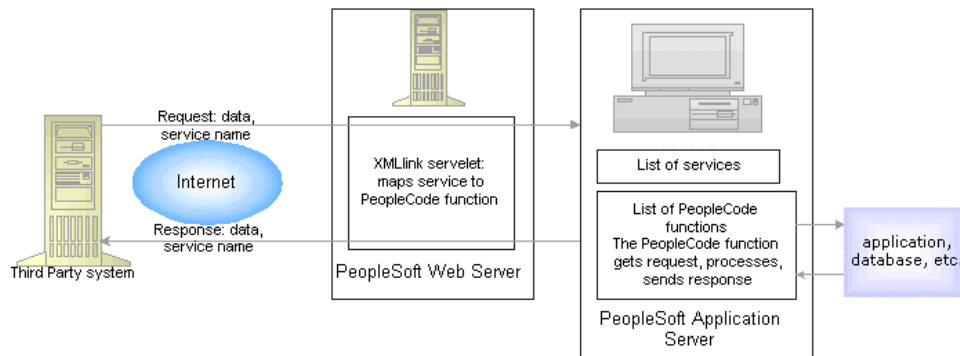 Request: data,
service name
Internet
Response: data,
service name
Third Party system
XMLlink servelet:
maps service to
PeopleCode function
PeopleSoft Web Server
List of services
List of PeopleCode
functions
The PeopleCode function
gets request, processes,
sends response
PeopleSoft Application
Server
application,
database, etc.